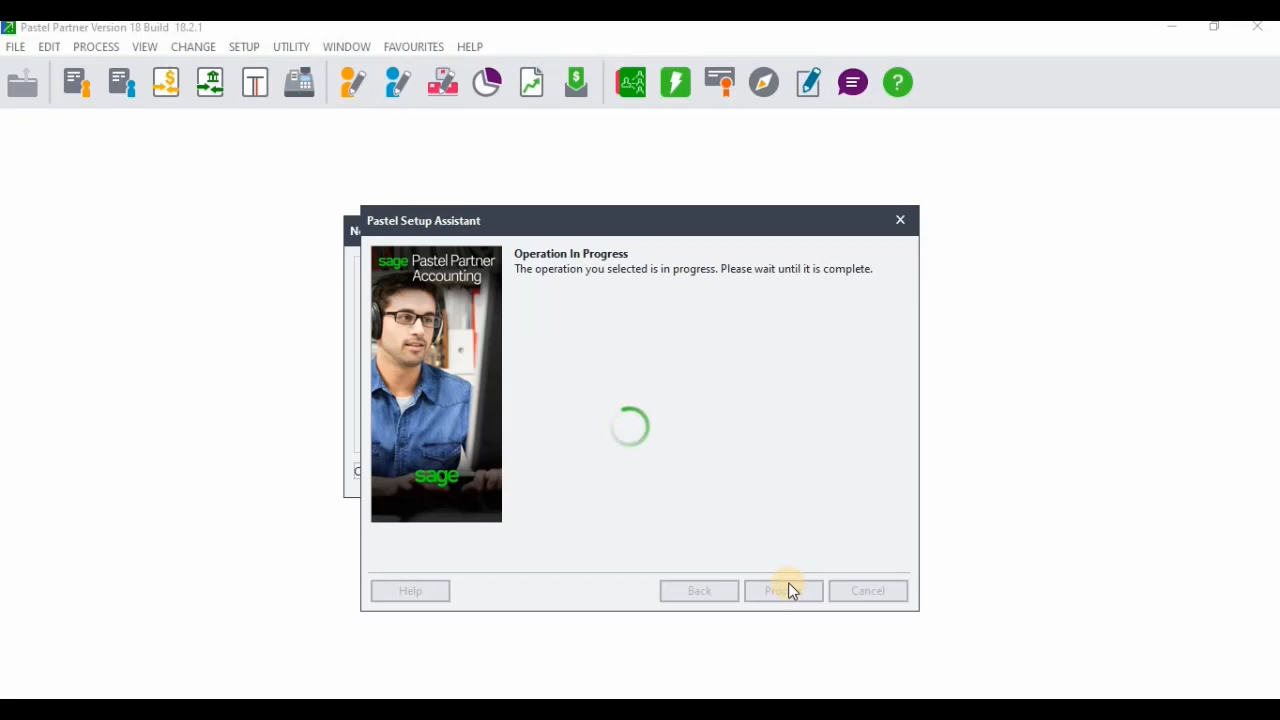 Pastel Partner Version 18 Build 18.2.1
FILE EDIT PROCESS VIEW CHANGE SETUP UTILITY WINDOW FAVOURITES HELP
Pastel Setup Assistant
sage Pastel Partner
Accounting
Operation In Progress
The operation you selected is in progress. Please wait until it is complete.
sage
Help Back Cancel